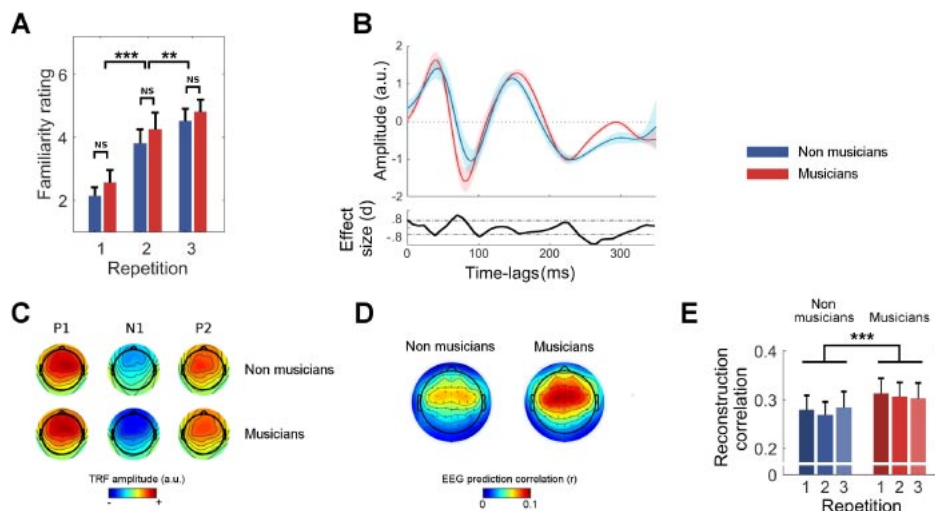 A
Familiarity rating
6
4
2
***
**
NS
NS
NS
1 2 3
Repetition
B
Amplitude (a.u.)
2
1
0
-1
-2
Effect
size (d)
.8
-.8
0 100 200 300
Time-lags(ms)
Non musicians
Musicians
C
P1 N1 P2
Non musicians
Musicians
TRF amplitude (a.u.)
- +
D
Non musicians Musicians
EEG prediction correlation (r)
0 0.1
E
Non
musicians Musicians
***
Reconstruction
correlation
0.4
0.3
0.2
0
1 2 3 1 2 3
Repetition